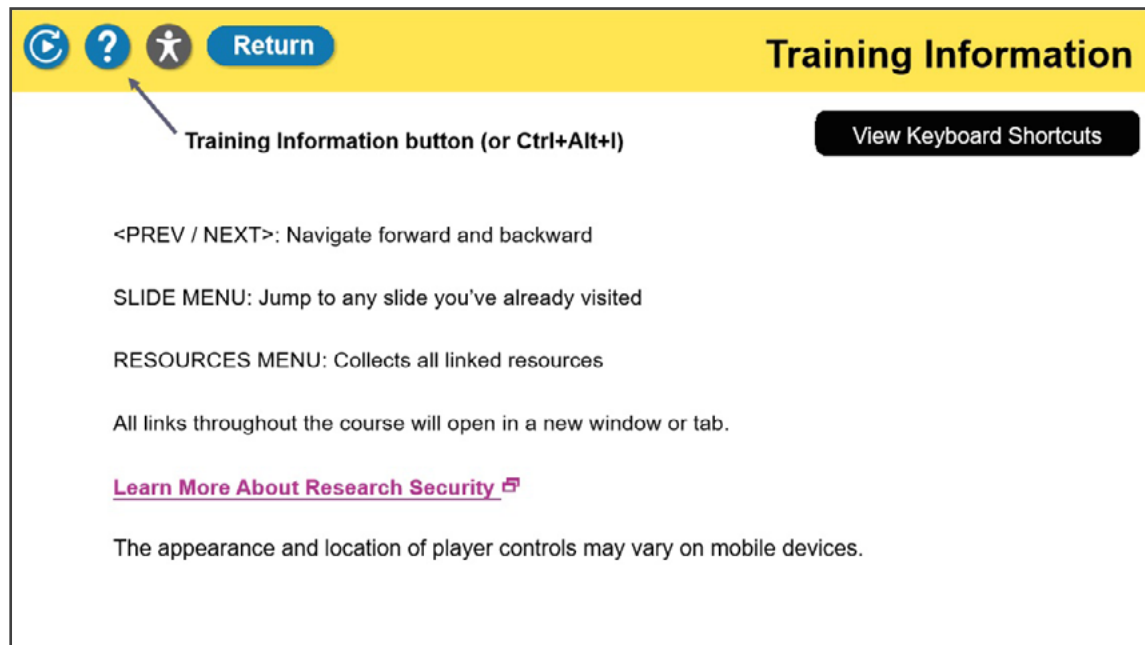 ?
Return
Training Information
Training Information button (or Ctrl+Alt+I)
View Keyboard Shortcuts
<PREV / NEXT>: Navigate forward and backward
SLIDE MENU: Jump to any slide you’ve already visited
RESOURCES MENU: Collects all linked resources
All links throughout the course will open in a new window or tab.
Learn More About Research Security
The appearance and location of player controls may vary on mobile devices.